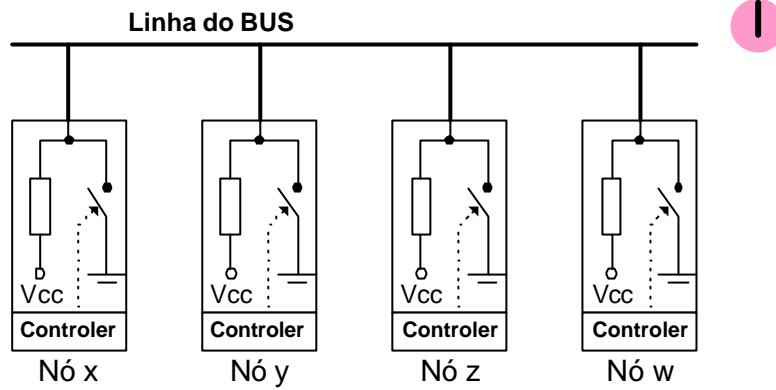 Linha do BUS
Vcc Vcc Vcc Vcc
Controler Controler Controler Controler
Nó x Nó y Nó z Nó w